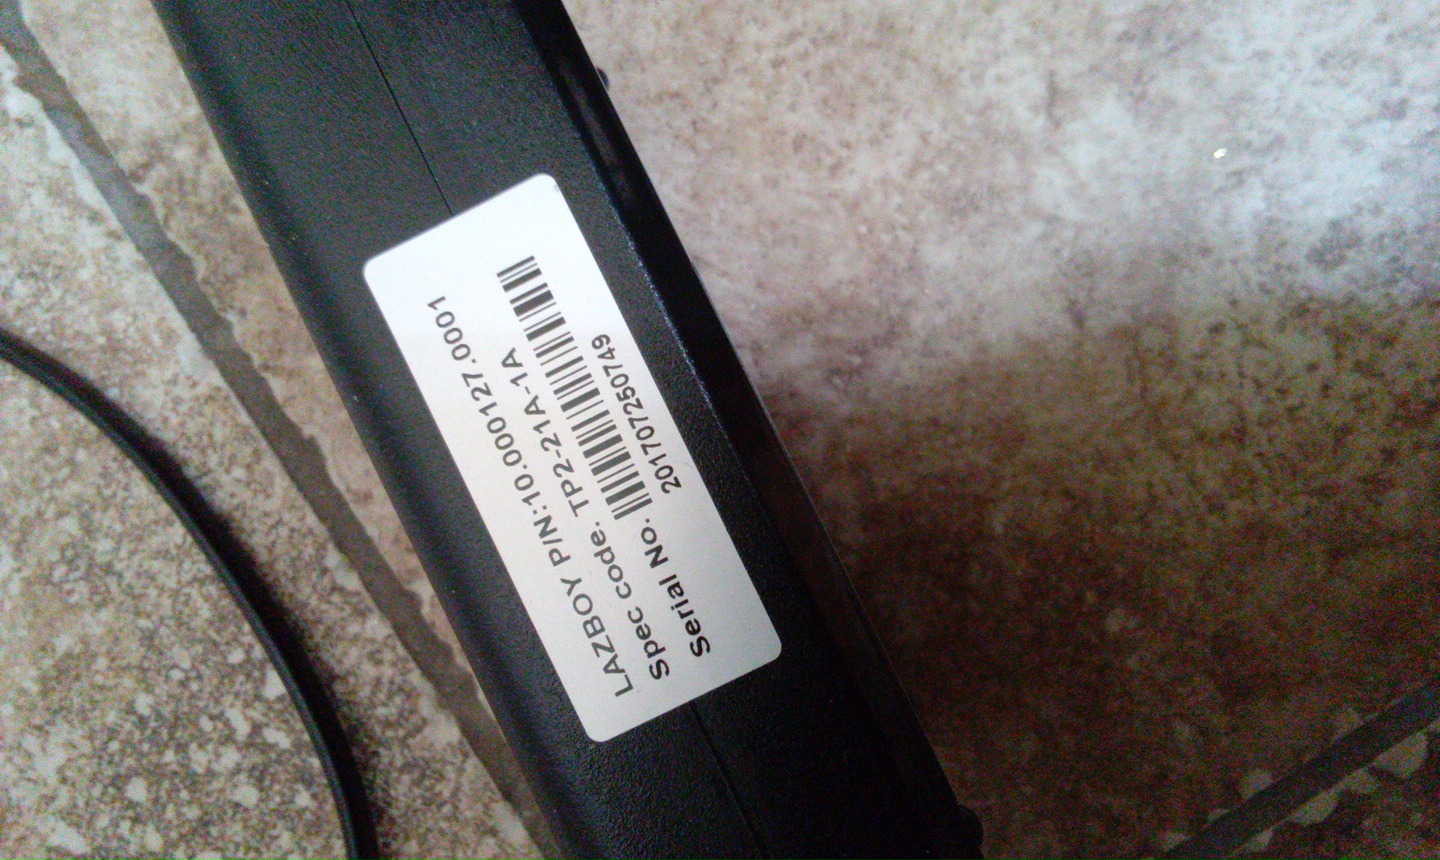 LAZBOY P/N:10.000127.0001
Spec code. TP2-21A-1A
Serial No.
201707250749